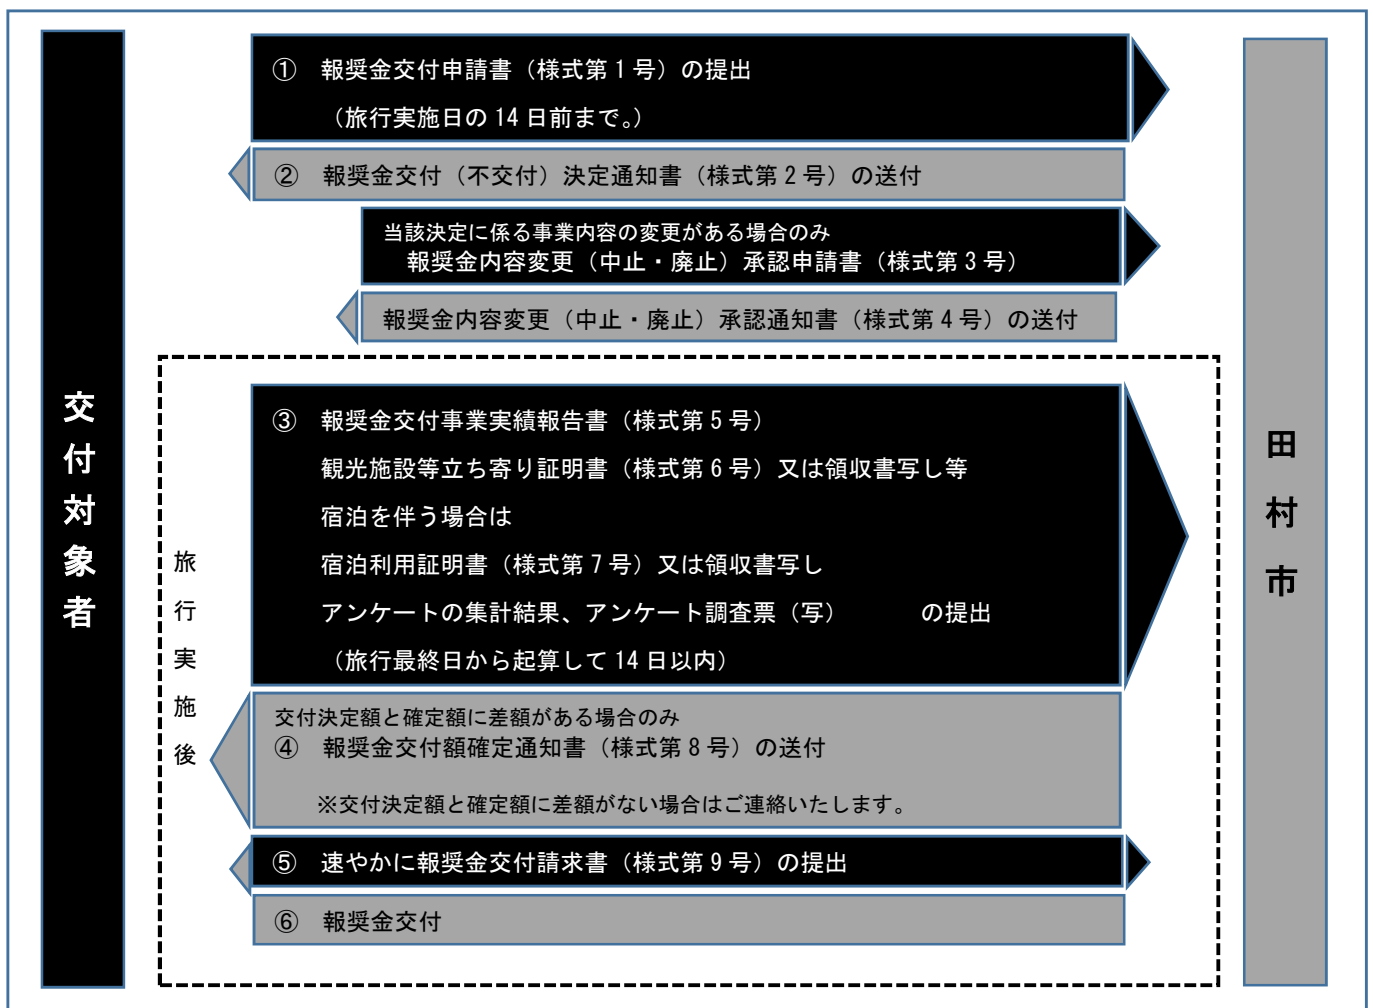 交付対象者
① 報奨金交付申請書（様式第１号）の提出
（旅行実施日の 14 日前まで。）
② 報奨金交付（不交付）決定通知書（様式第２号）の送付
当該決定に係る事業内容の変更がある場合のみ
報奨金内容変更（中止・廃止）承認申請書（様式第３号）
報奨金内容変更（中止・廃止）承認通知書（様式第４号）の送付
旅行実施後
③ 報奨金交付事業実績報告書（様式第５号）
観光施設等立ち寄り証明書（様式第６号）又は領収書写し等
宿泊を伴う場合は
宿泊利用証明書（様式第７号）又は領収書写し
アンケートの集計結果、アンケート調査票（写） の提出
（旅行最終日から起算して 14 日以内）
交付決定額と確定額に差額がある場合のみ
④ 報奨金交付額確定通知書（様式第８号）の送付
※交付決定額と確定額に差額がない場合はご連絡いたします。
⑤ 速やかに報奨金交付請求書（様式第９号）の提出
⑥ 報奨金交付
田村市